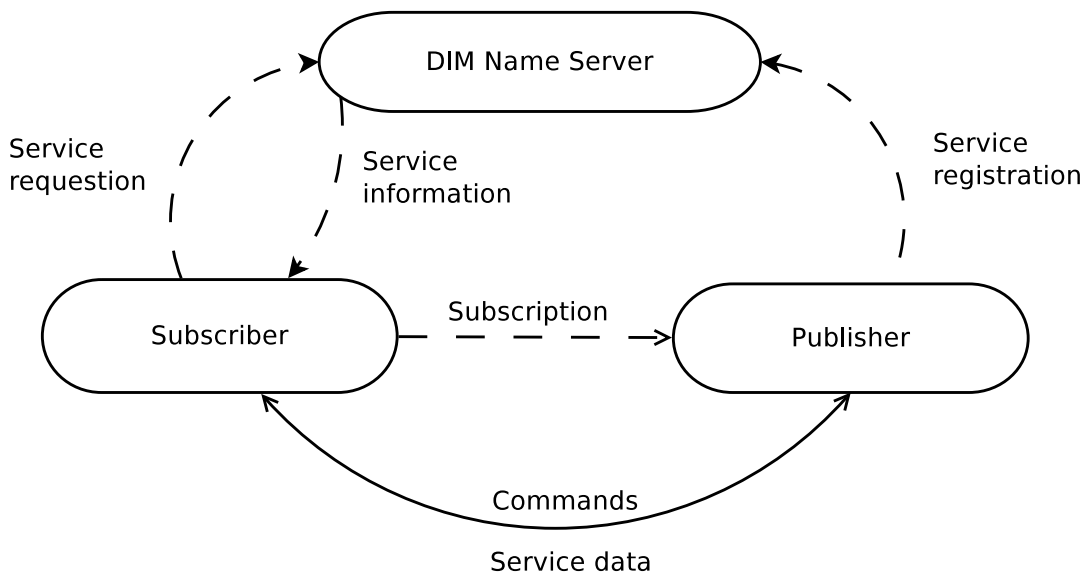 DIM Name Server
Service
requestion
Service
information
Service
registration
Subscriber
Subscription
Publisher
Commands
Service data